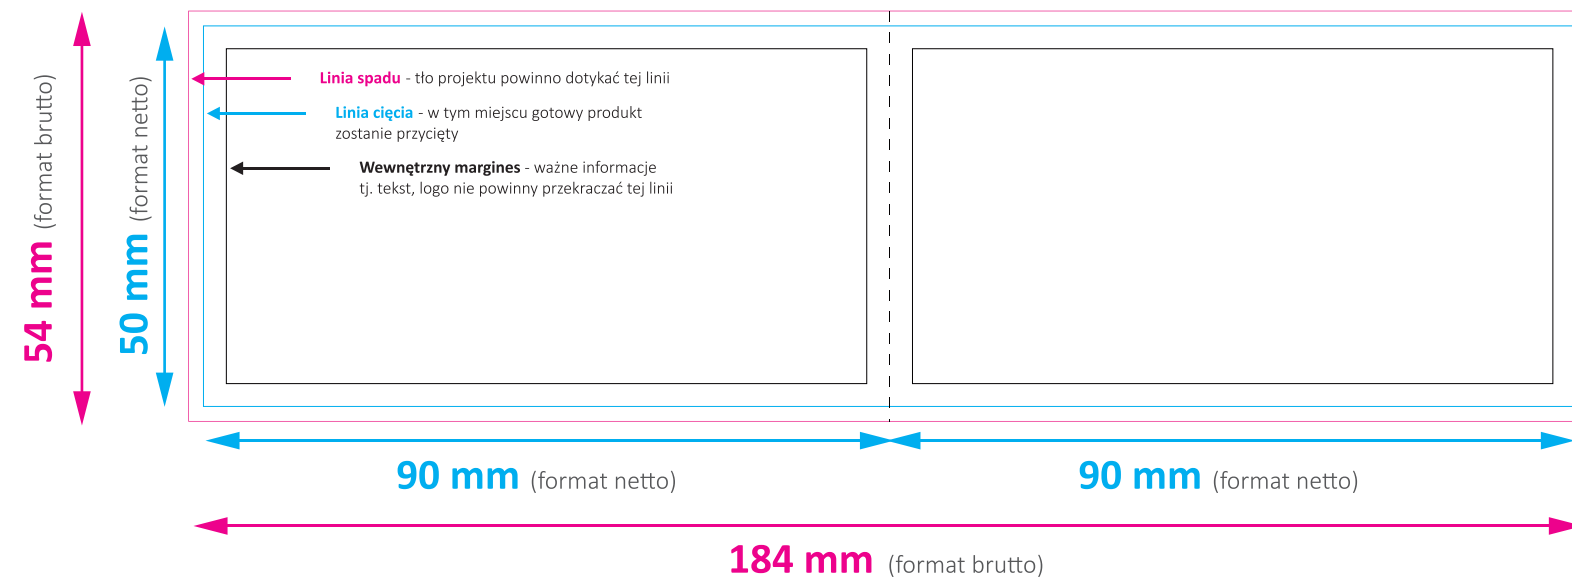 54 mm (format brutto)
50 mm (format netto)
Linia spadu - tło projektu powinno dotykać tej linii
Linia cięcia - w tym miejscu gotowy produkt
zostanie przycięty
Wewnętrzny margines - ważne informacje
tj. tekst, logo nie powinny przekraczać tej linii
90 mm (format netto)
90 mm (format netto)
184 mm (format brutto)